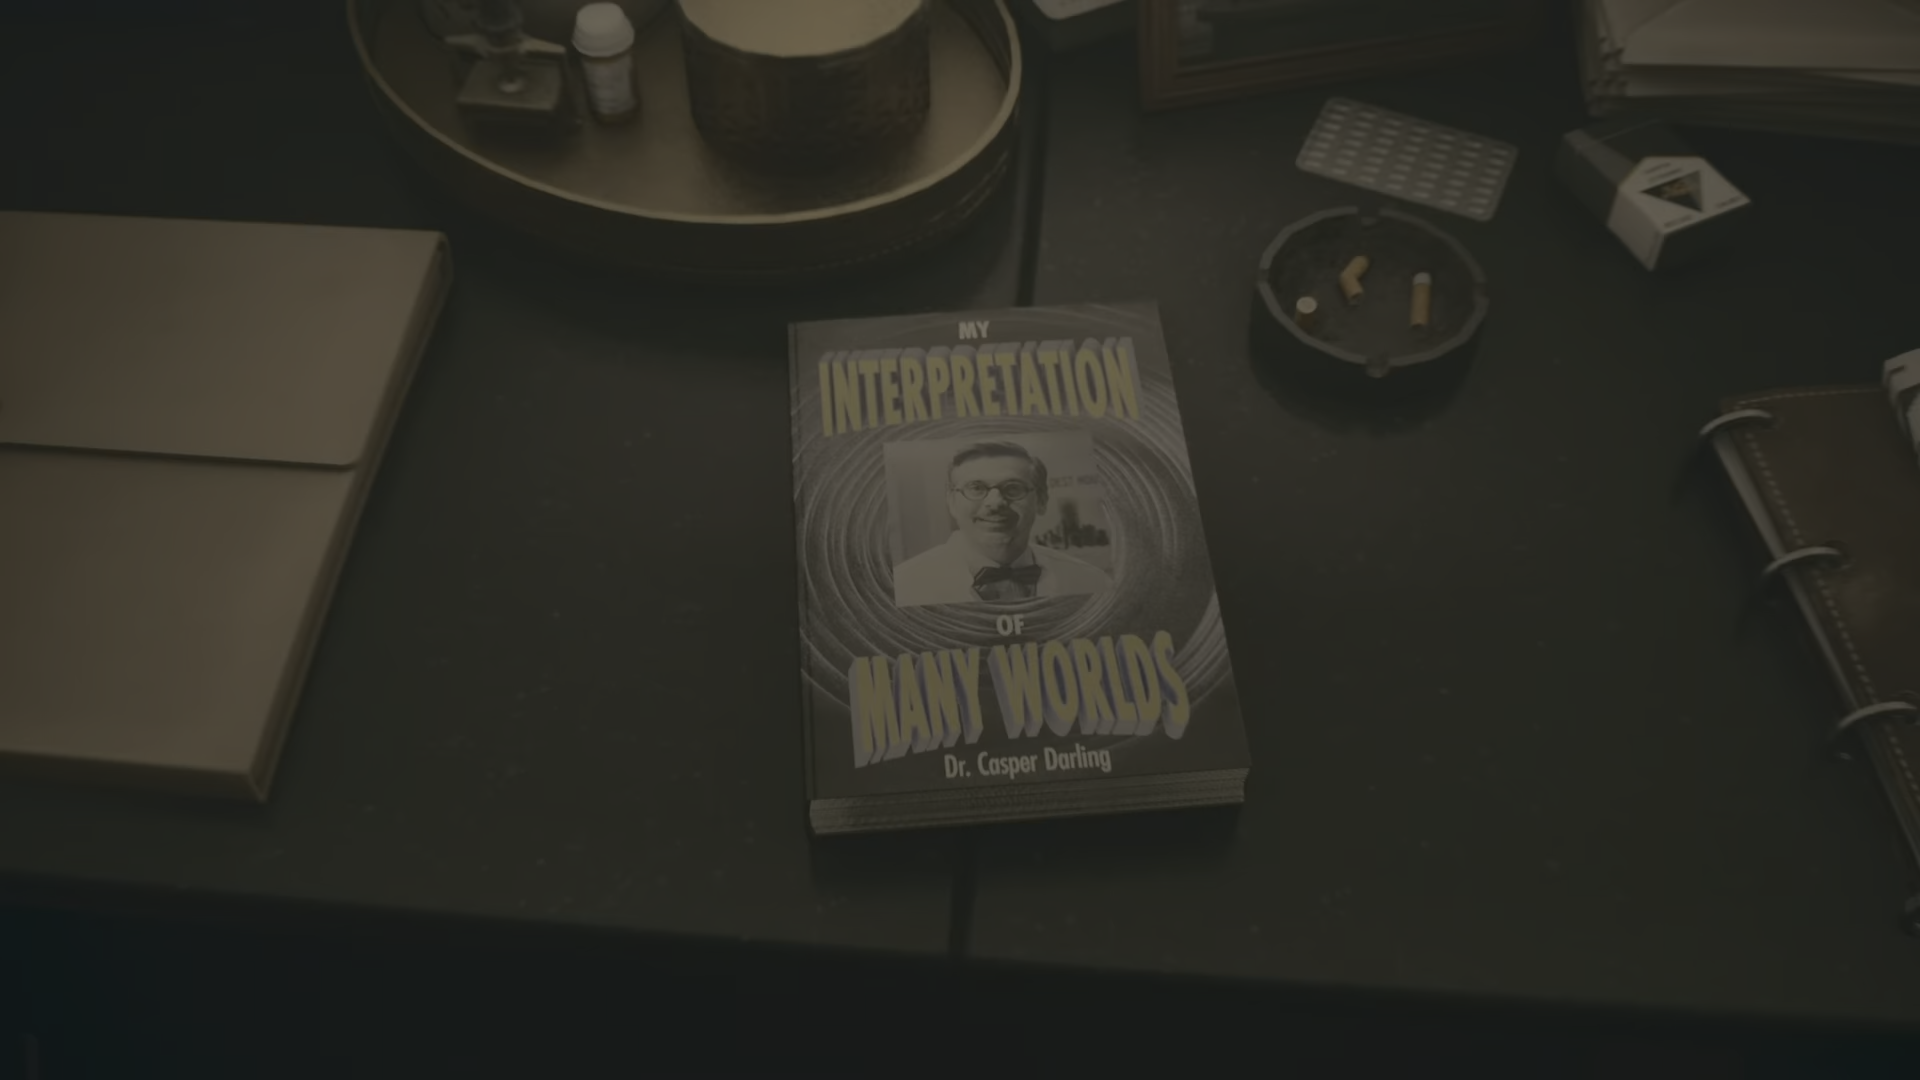 MY
INTERPRETATION
OF
MANY WORLDS
Dr. Casper Darling